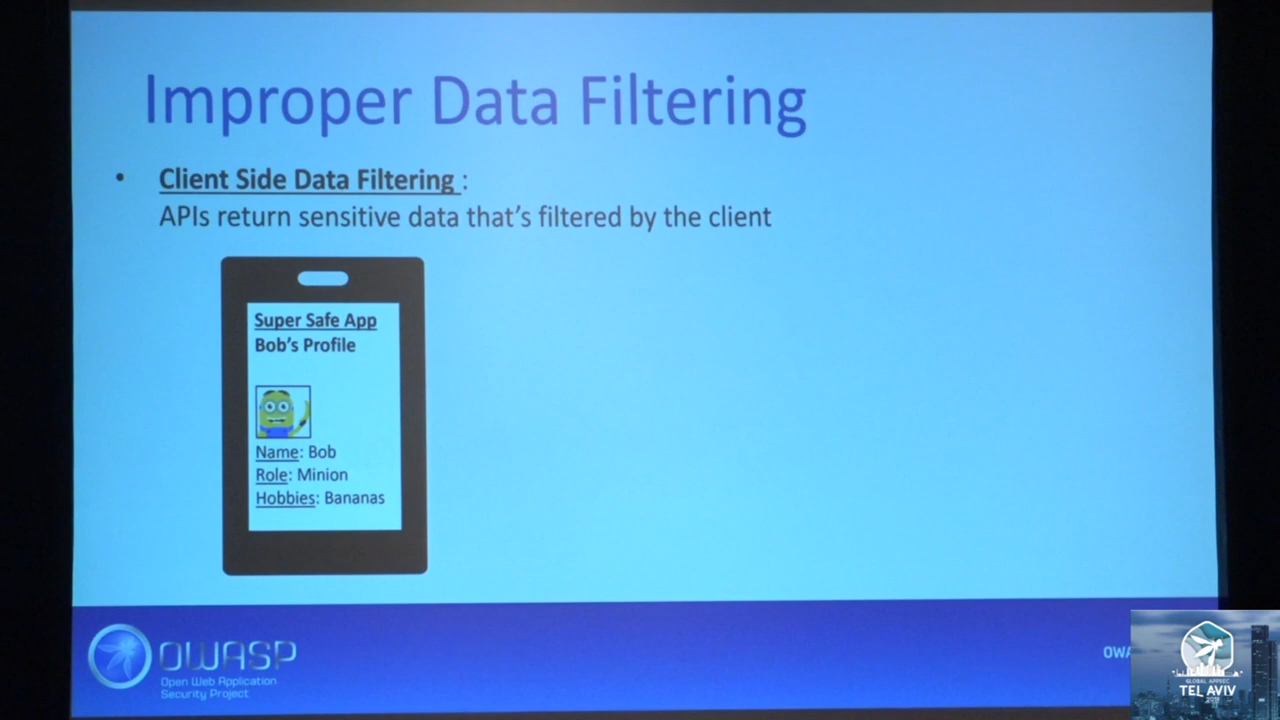 Improper Data Filtering
• Client Side Data Filtering :
APIs return sensitive data that's filtered by the client
Super Safe App
Bob's Profile
Name: Bob
Role: Minion
Hobbies: Bananas
OWASP
Open Web Application
Security Project
GLOBAL APPSEC
TEL AVIV